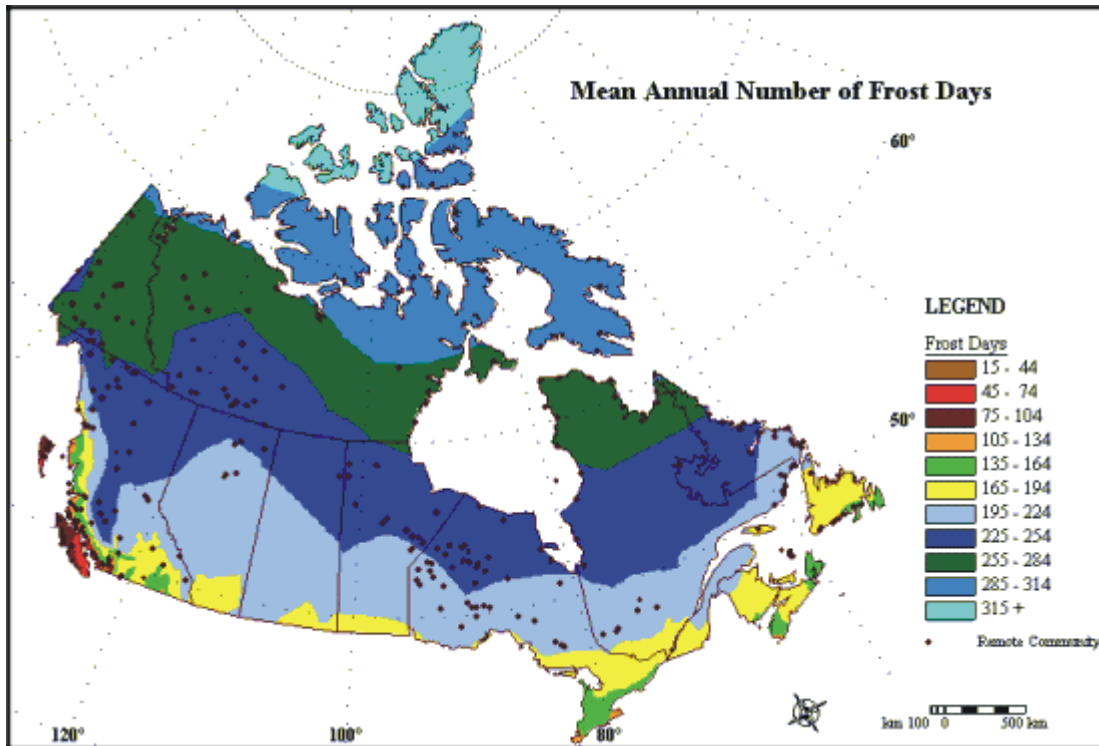 Mean Annual Number of Frost Days
60°
LEGEND
Frost Days
15 - 44
45 - 74
75 - 104
105 - 134
135 - 164
165 - 194
195 - 224
225 - 254
255 - 284
285 - 314
315 +
Remote Community
50°
km 100 0 500 km
120°
100°
80°